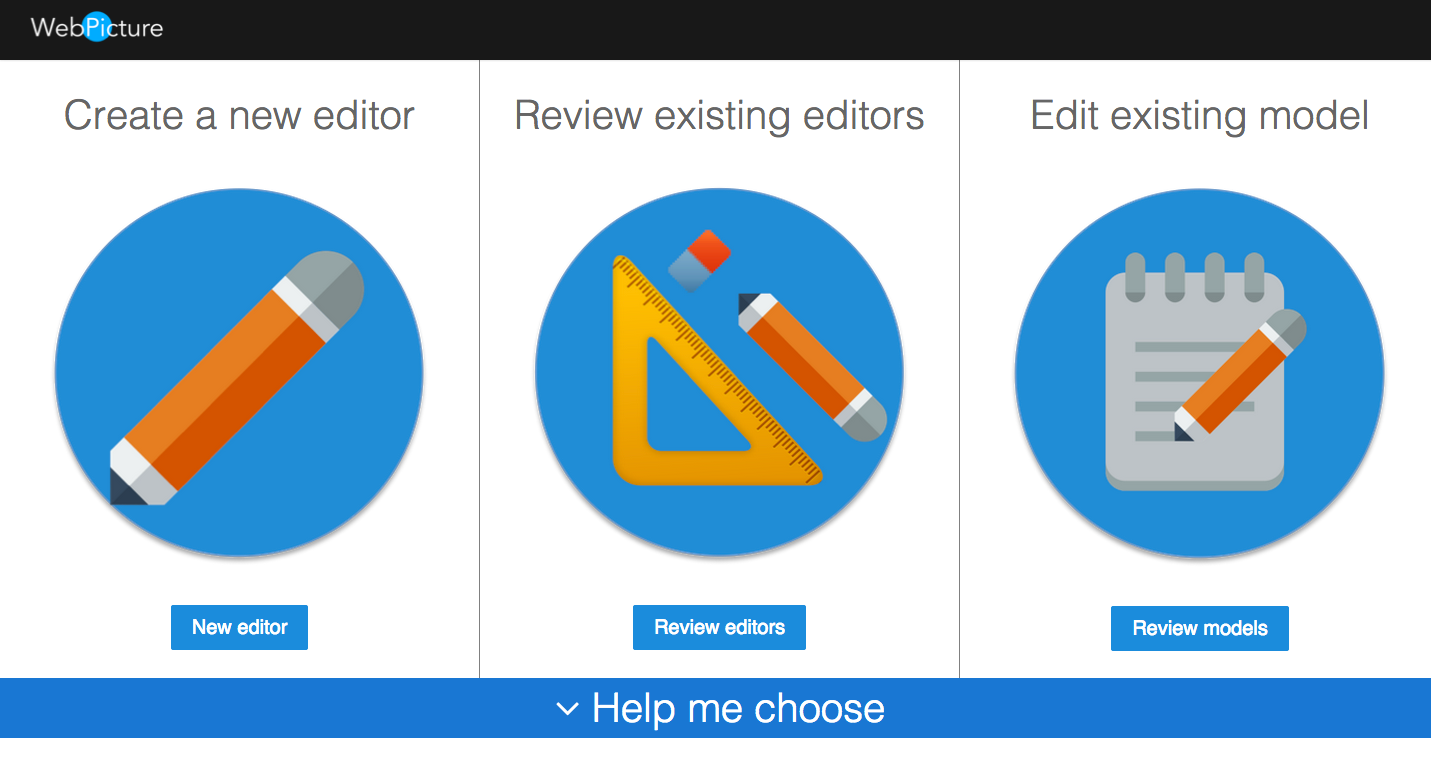 WebPicture
Create a new editor
Review existing editors
Edit existing model
New editor
Review editors
Review models
Help me choose